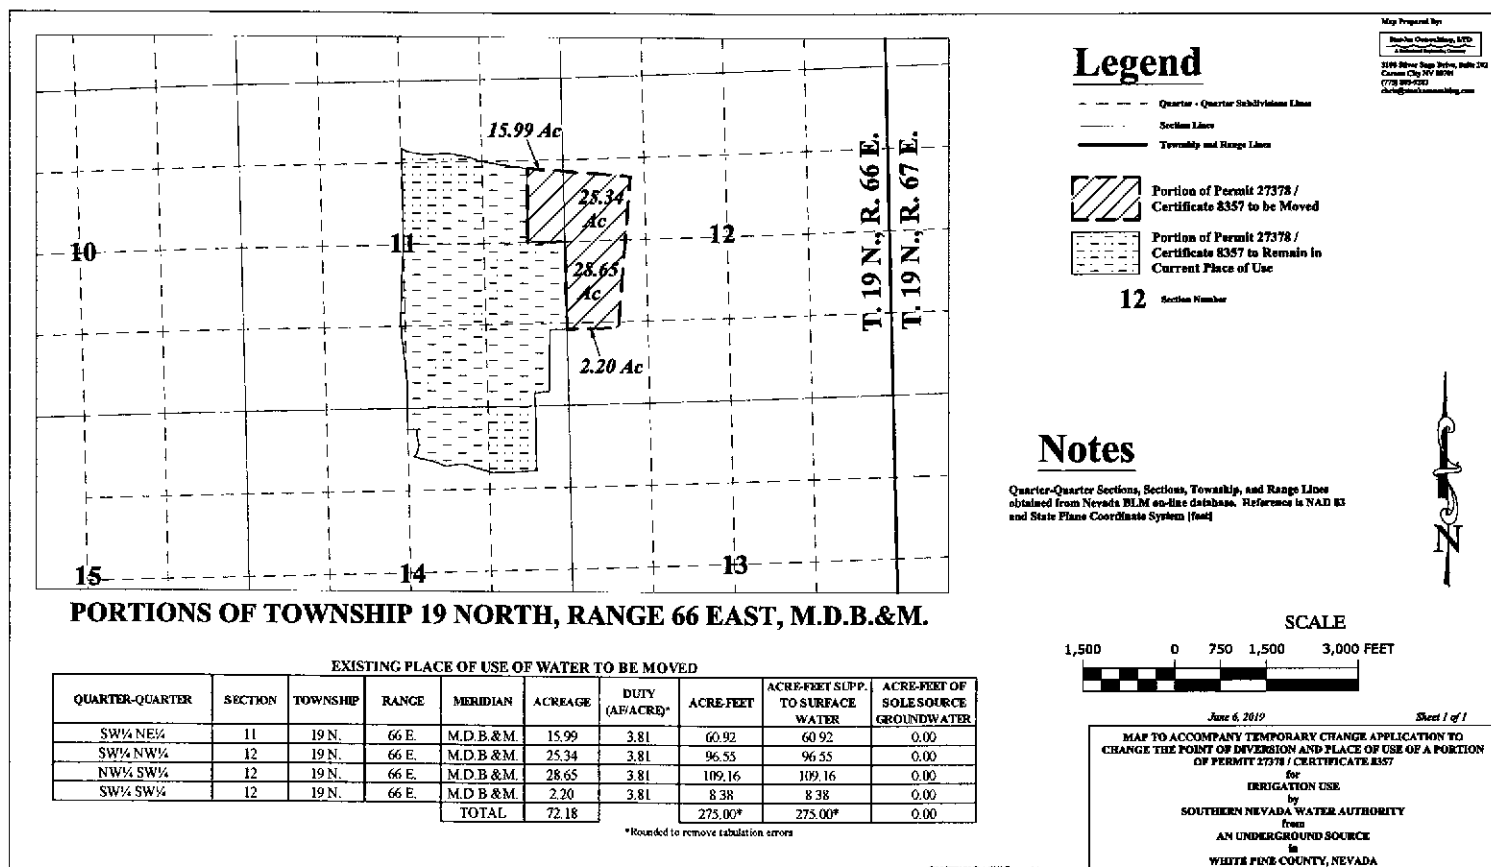 Map Prepared By:
3100 Silver Sage Drive, Suite 202
Carson City NV 89701
Legend
Quarter - Quarter Subdivisions Lines
Section Lines
Township and Range Lines
Portion of Permit 27378 /
Certificate 8357 to be Moved
Portion of Permit 27378 /
Certificate 8357 to Remain in
Current Place of Use
12 Section Number
15.99 Ac
25.34
Ac
28.65
Ac
2.20 Ac
10
11
12
15
14
13
T. 19 N., R. 66 E.
T. 19 N., R. 67 E.
Notes
Quarter-Quarter Sections, Sections, Township, and Range Lines
obtained from Nevada BLM on-line database. Reference is NAD 83
and State Plane Coordinate System [feet]
N
PORTIONS OF TOWNSHIP 19 NORTH, RANGE 66 EAST, M.D.B.&M.
SCALE
1,500 0 750 1,500 3,000 FEET
EXISTING PLACE OF USE OF WATER TO BE MOVED
QUARTER-QUARTER SECTION TOWNSHIP RANGE MERIDIAN ACREAGE DUTY (AF/ACRE)* ACRE-FEET ACRE-FEET SUPP. TO SURFACE WATER ACRE-FEET OF SOLE SOURCE GROUNDWATER
SW¼ NE¼ 11 19 N. 66 E. M.D.B.&M. 15.99 3.81 60.92 60.92 0.00
SW¼ NW¼ 12 19 N. 66 E. M.D.B.&M. 25.34 3.81 96.55 96.55 0.00
NW¼ SW¼ 12 19 N. 66 E. M.D.B.&M. 28.65 3.81 109.16 109.16 0.00
SW¼ SW¼ 12 19 N. 66 E. M.D.B.&M. 2.20 3.81 8.38 8.38 0.00
TOTAL 72.18 275.00* 275.00* 0.00
*Rounded to remove tabulation errors
June 6, 2019 Sheet 1 of 1
MAP TO ACCOMPANY TEMPORARY CHANGE APPLICATION TO
CHANGE THE POINT OF DIVERSION AND PLACE OF USE OF A PORTION
OF PERMIT 27378 / CERTIFICATE 8357
for
IRRIGATION USE
by
SOUTHERN NEVADA WATER AUTHORITY
from
AN UNDERGROUND SOURCE
in
WHITE PINE COUNTY, NEVADA